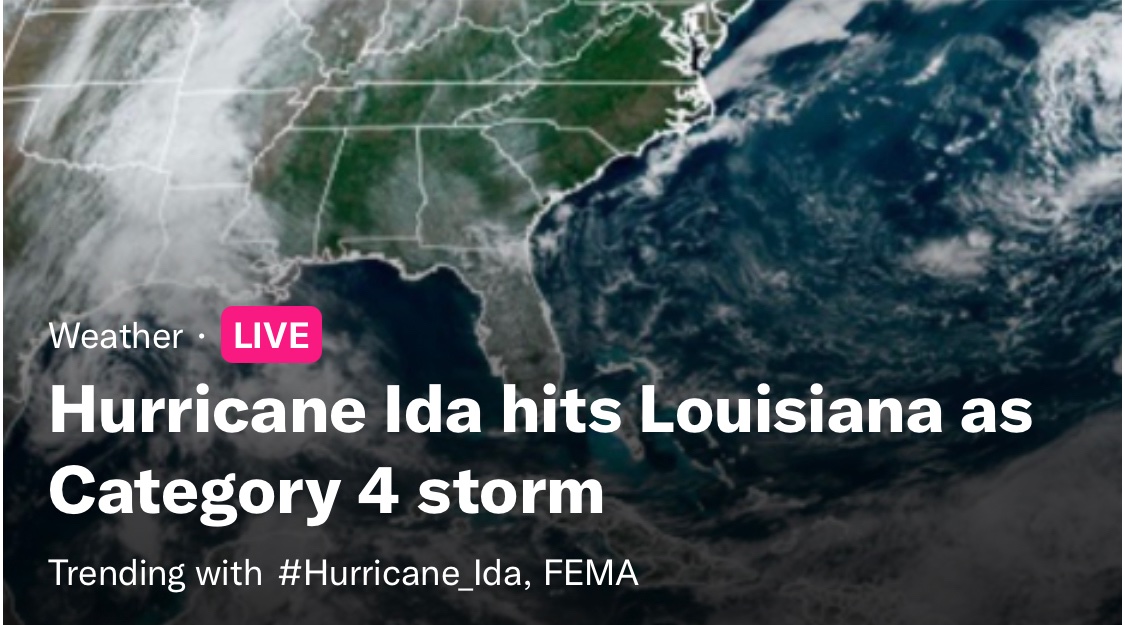 Weather · LIVE
Hurricane Ida hits Louisiana as
Category 4 storm
Trending with #Hurricane_Ida, FEMA